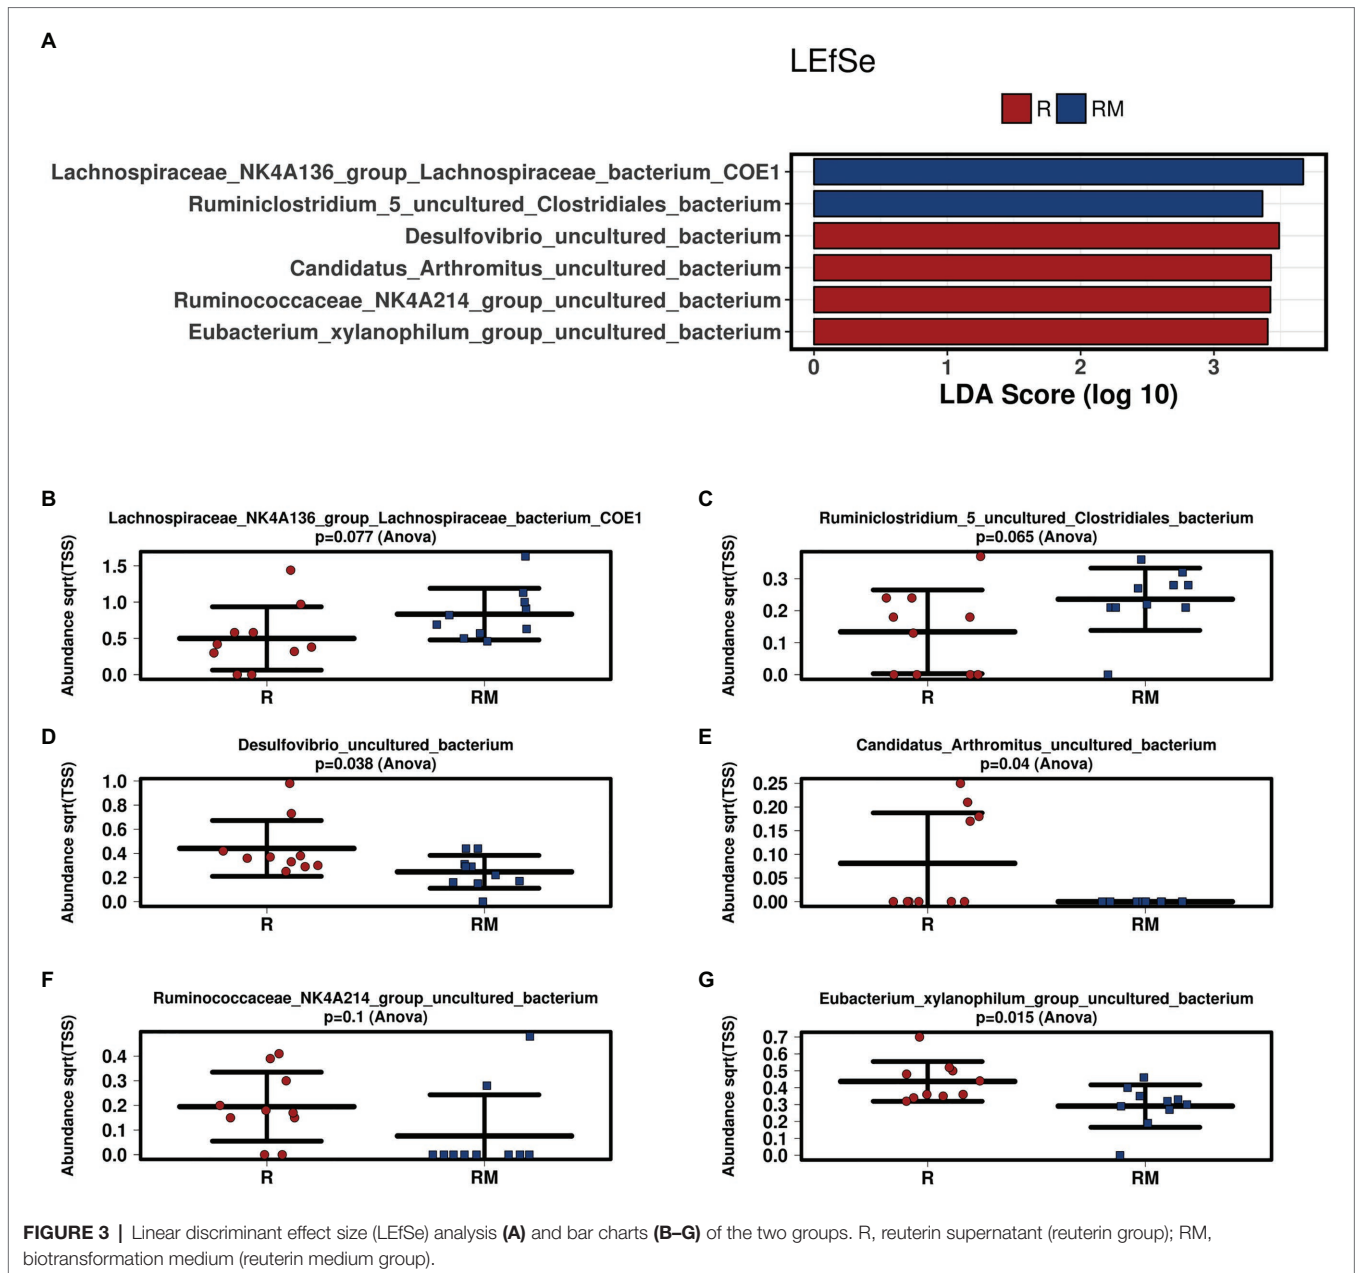 A
LEfSe
R RM
Lachnospiraceae_NK4A136_group_Lachnospiraceae_bacterium_COE1
Ruminiclostridium_5_uncultured_Clostridiales_bacterium
Desulfovibrio_uncultured_bacterium
Candidatus_Arthromitus_uncultured_bacterium
Ruminococcaceae_NK4A214_group_uncultured_bacterium
Eubacterium_xylanophilum_group_uncultured_bacterium
0 1 2 3
LDA Score (log 10)
B
Lachnospiraceae_NK4A136_group_Lachnospiraceae_bacterium_COE1
p=0.077 (Anova)
Abundance sqrt(TSS)
1.5
1.0
0.5
0.0
R RM
C
Ruminiclostridium_5_uncultured_Clostridiales_bacterium
p=0.065 (Anova)
Abundance sqrt(TSS)
0.3
0.2
0.1
0.0
R RM
D
Desulfovibrio_uncultured_bacterium
p=0.038 (Anova)
Abundance sqrt(TSS)
1.0
0.8
0.6
0.4
0.2
0.0
R RM
E
Candidatus_Arthromitus_uncultured_bacterium
p=0.04 (Anova)
Abundance sqrt(TSS)
0.25
0.20
0.15
0.10
0.05
0.00
R RM
F
Ruminococcaceae_NK4A214_group_uncultured_bacterium
p=0.1 (Anova)
Abundance sqrt(TSS)
0.4
0.3
0.2
0.1
0.0
R RM
G
Eubacterium_xylanophilum_group_uncultured_bacterium
p=0.015 (Anova)
Abundance sqrt(TSS)
0.7
0.6
0.5
0.4
0.3
0.2
0.1
0.0
R RM
FIGURE 3 | Linear discriminant effect size (LEfSe) analysis (A) and bar charts (B–G) of the two groups. R, reuterin supernatant (reuterin group); RM,
biotransformation medium (reuterin medium group).